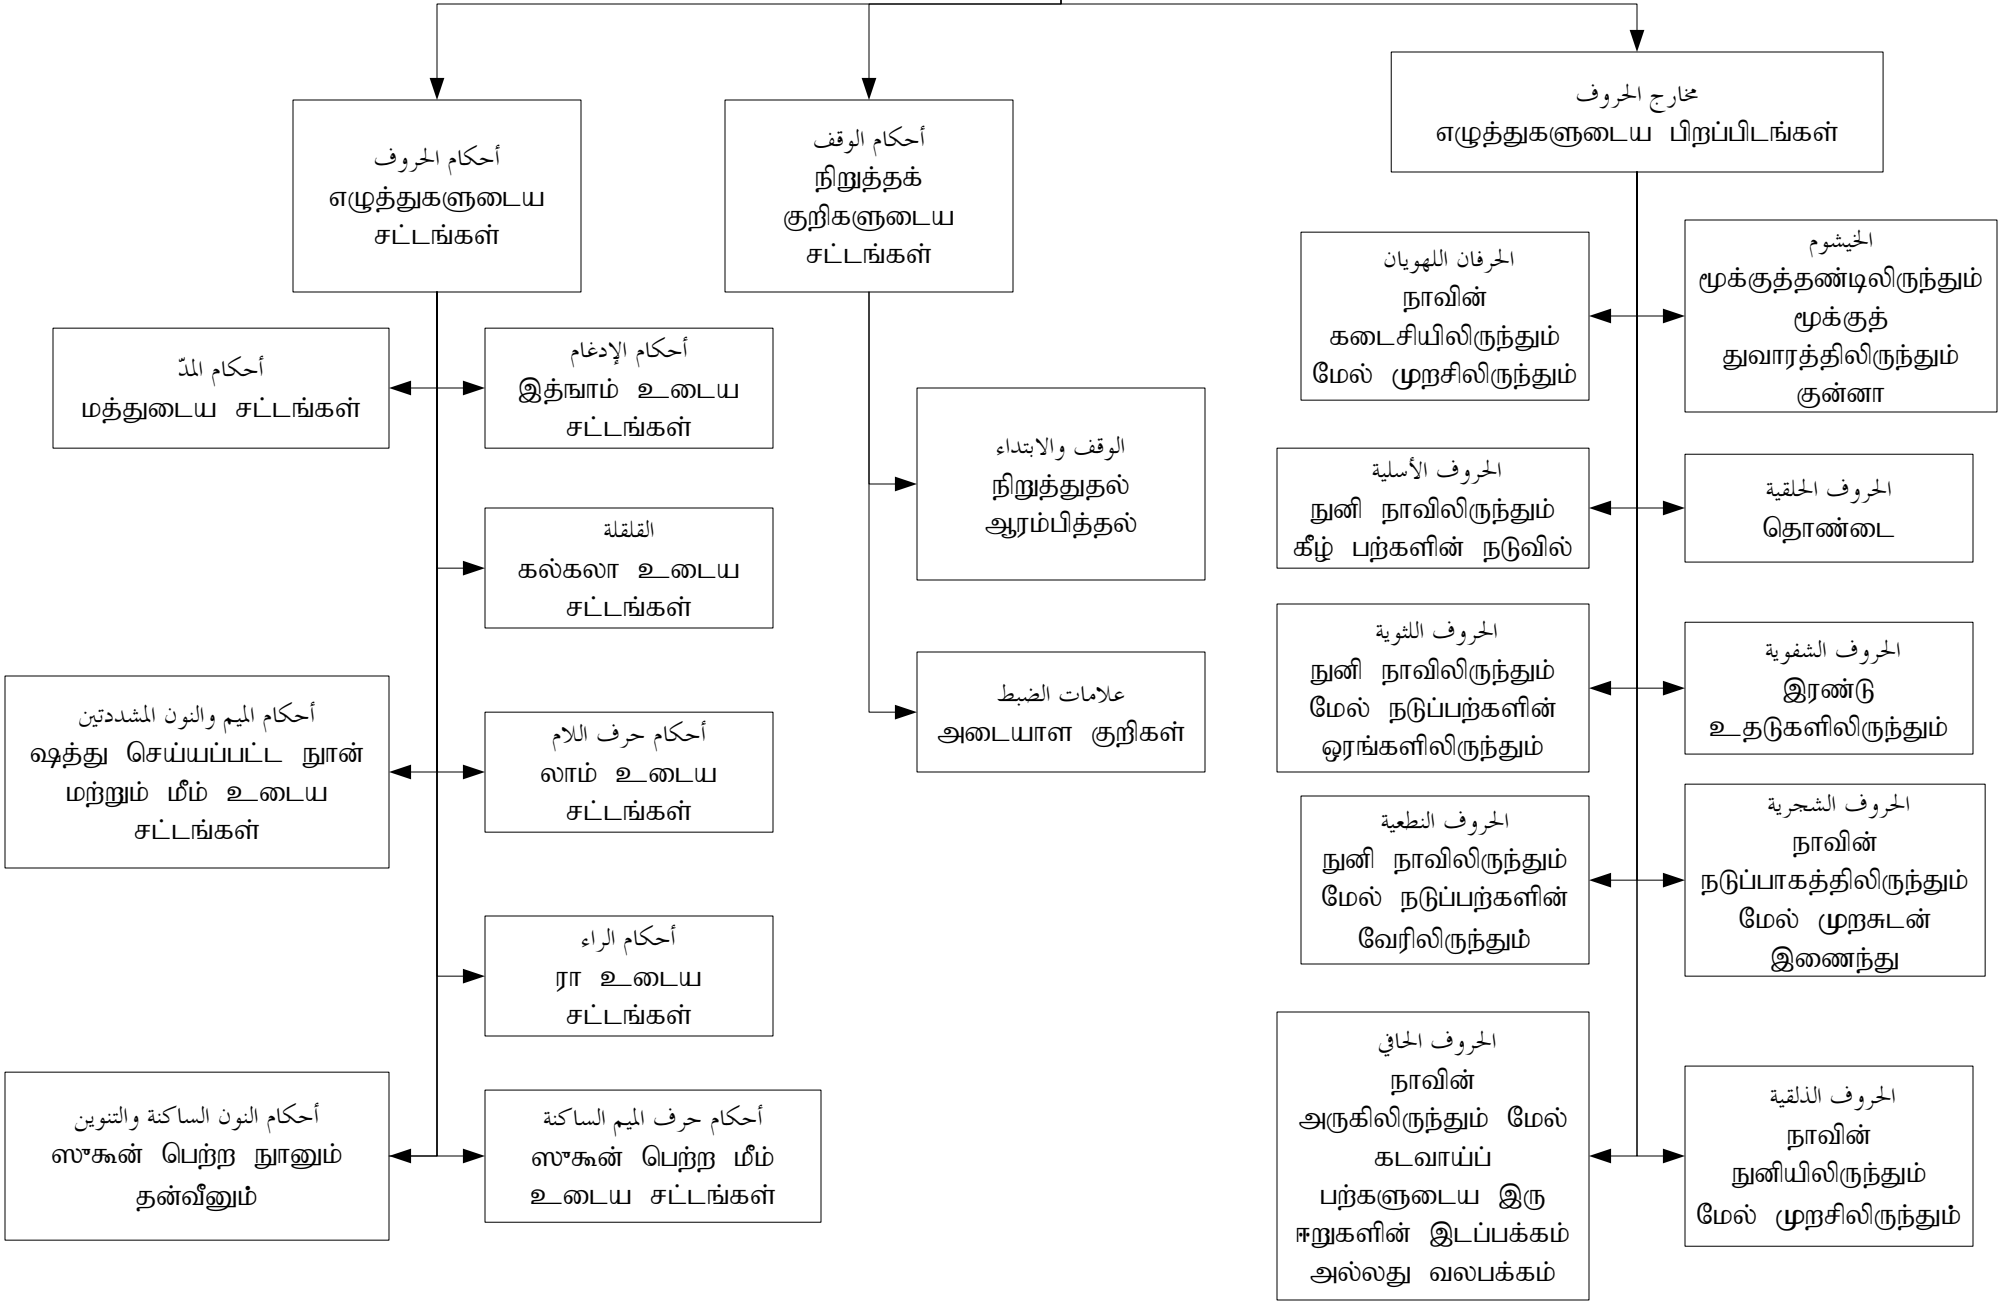 أحكام الحروف
எழுத்துகளுடைய
சட்டங்கள்
أحكام المدّ
மத்துடைய சட்டங்கள்
أحكام الإدغام
இத்ஙாம் உடைய
சட்டங்கள்
القلقلة
கல்கலா உடைய
சட்டங்கள்
أحكام الميم والنون المشددتين
ஷத்து செய்யப்பட்ட நூன்
மற்றும் மீம் உடைய
சட்டங்கள்
أحكام حرف اللام
லாம் உடைய
சட்டங்கள்
أحكام الراء
ரா உடைய
சட்டங்கள்
أحكام النون الساكنة والتنوين
ஸுகூன் பெற்ற நூனும்
தன்வீனும்
أحكام حرف الميم الساكنة
ஸுகூன் பெற்ற மீம்
உடைய சட்டங்கள்
أحكام الوقف
நிறுத்தக்
குறிகளுடைய
சட்டங்கள்
الوقف والابتداء
நிறுத்துதல்
ஆரம்பித்தல்
علامات الضبط
அடையாள குறிகள்
مخارج الحروف
எழுத்துகளுடைய பிறப்பிடங்கள்
الحرفان اللهويان
நாவின்
கடைசியிலிருந்தும்
மேல் முறசிலிருந்தும்
الخيشوم
மூக்குத்தண்டிலிருந்தும்
மூக்குத்
துவாரத்திலிருந்தும்
குன்னா
الحروف الأسلية
நுனி நாவிலிருந்தும்
கீழ் பற்களின் நடுவில்
الحروف الحلقية
தொண்டை
الحروف اللثوية
நுனி நாவிலிருந்தும்
மேல் நடுப்பற்களின்
ஒரங்களிலிருந்தும்
الحروف الشفوية
இரண்டு
உதடுகளிலிருந்தும்
الحروف النطعية
நுனி நாவிலிருந்தும்
மேல் நடுப்பற்களின்
வேரிலிருந்தும்
الحروف الشجرية
நாவின்
நடுப்பாகத்திலிருந்தும்
மேல் முறசுடன்
இணைந்து
الحروف الحافي
நாவின்
அருகிலிருந்தும் மேல்
கடவாய்ப்
பற்களுடைய இரு
ஈறுகளின் இடப்பக்கம்
அல்லது வலபக்கம்
الحروف الذلقية
நாவின்
நுனியிலிருந்தும்
மேல் முறசிலிருந்தும்